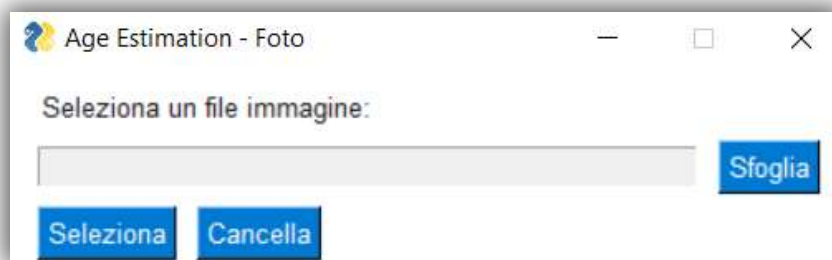 Age Estimation - Foto
Seleziona un file immagine:
Sfoglia
Seleziona Cancella